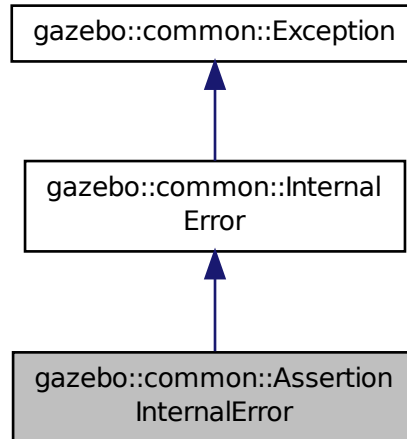 gazebo::common::Exception
gazebo::common::Internal
Error
gazebo::common::Assertion
InternalError